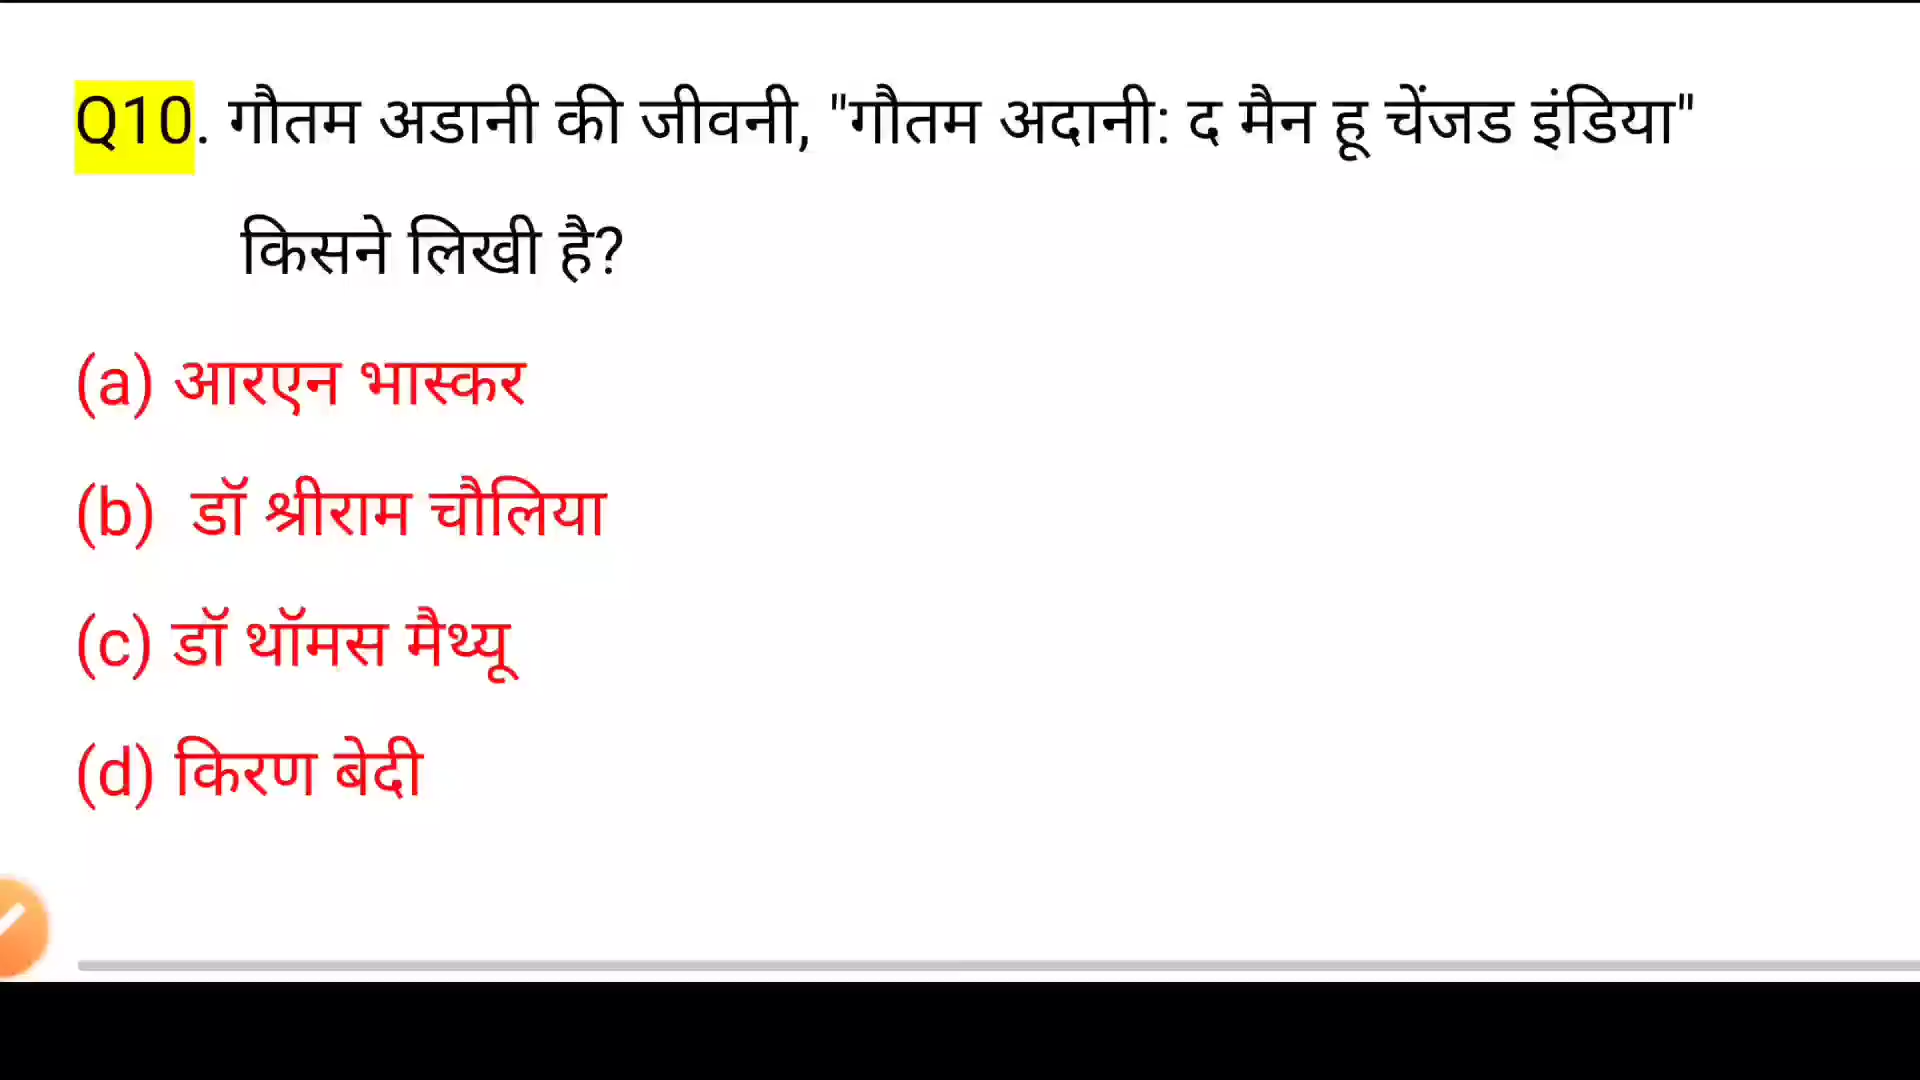 Q10. गौतम अडानी की जीवनी, "गौतम अदानी: द मैन हू चेंजड इंडिया"
किसने लिखी है?
(a) आरएन भास्कर
(b) डॉ श्रीराम चौलिया
(c) डॉ थॉमस मैथ्यू
(d) किरण बेदी